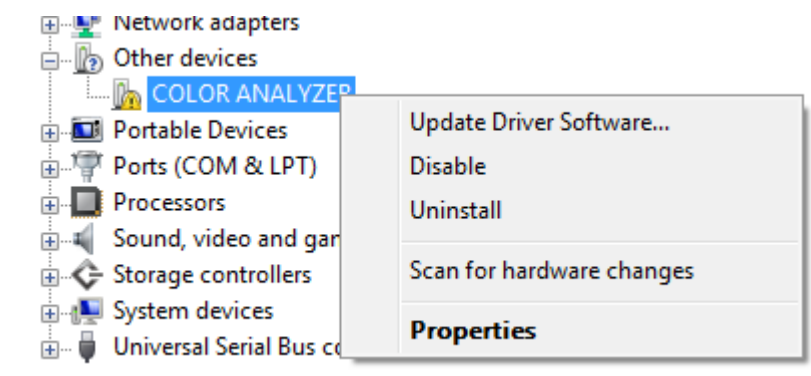 Network adapters
Other devices
COLOR ANALYZER
Portable Devices
Ports (COM & LPT)
Processors
Sound, video and gam
Storage controllers
System devices
Universal Serial Bus co
Update Driver Software...
Disable
Uninstall
Scan for hardware changes
Properties